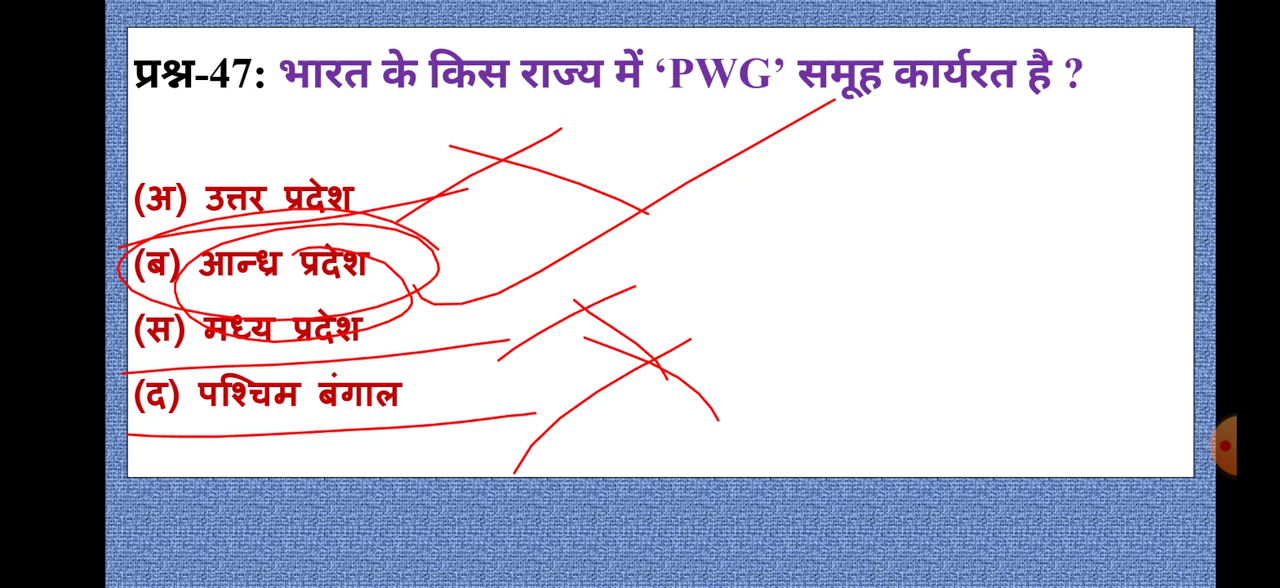 प्रश्न-47: भारत के किस राज्य में ‘PWG’ समूह कार्यरत है ?
(अ) उत्तर प्रदेश
(ब) आन्ध्र प्रदेश
(स) मध्य प्रदेश
(द) पश्चिम बंगाल